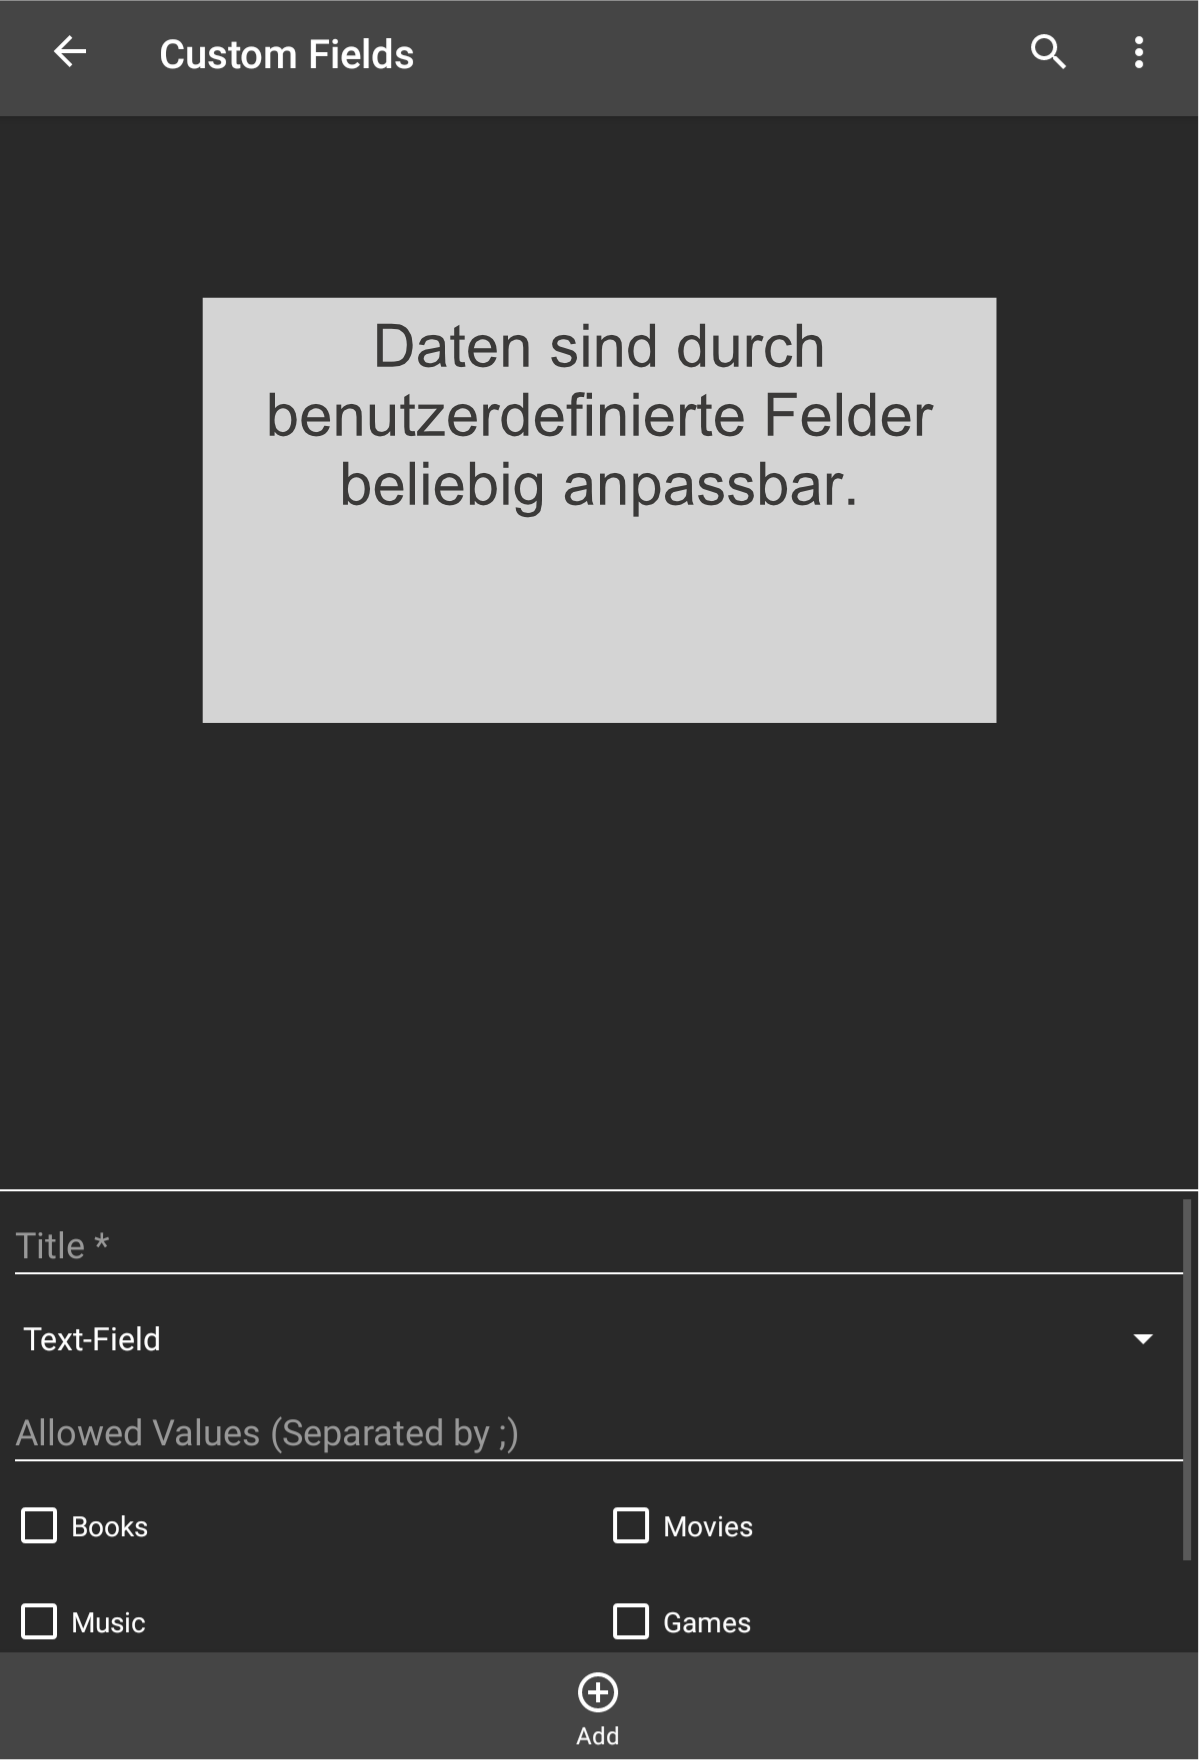 Custom Fields
Daten sind durch
benutzerdefinierte Felder
beliebig anpassbar.
Title *
Text-Field
Allowed Values (Separated by ;)
Books
Movies
Music
Games
Add